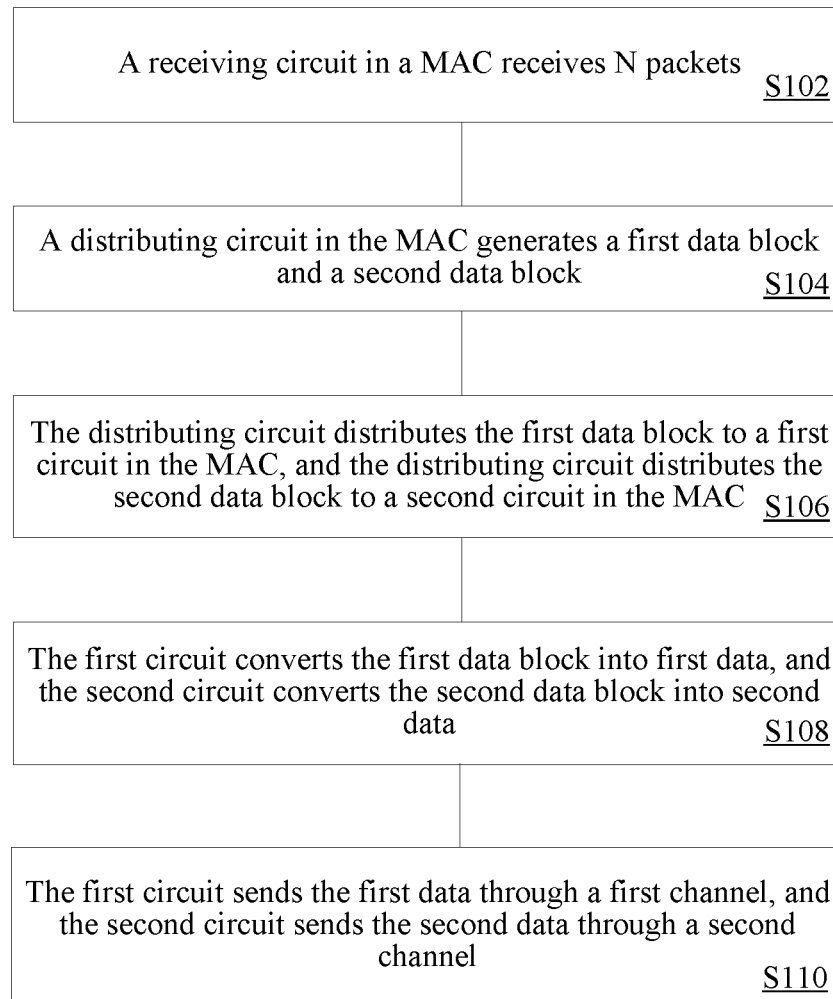 A receiving circuit in a MAC receives N packets
S102
A distributing circuit in the MAC generates a first data block
and a second data block
S104
The distributing circuit distributes the first data block to a first
circuit in the MAC, and the distributing circuit distributes the
second data block to a second circuit in the MAC
S106
The first circuit converts the first data block into first data, and
the second circuit converts the second data block into second
data
S108
The first circuit sends the first data through a first channel, and
the second circuit sends the second data through a second
channel
S110